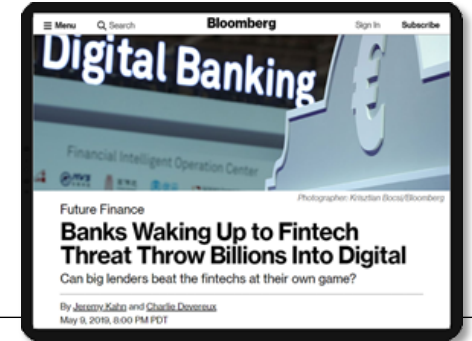 Menu Search Bloomberg Sign In Subscribe
Digital Banking
Financial Intelligent Operation Center
Photographer: Krisztian Bocsi/Bloomberg
Future Finance
Banks Waking Up to Fintech
Threat Throw Billions Into Digital
Can big lenders beat the fintechs at their own game?
By Jeremy Kahn and Charlie Devereux
May 9, 2019, 8:00 PM PDT